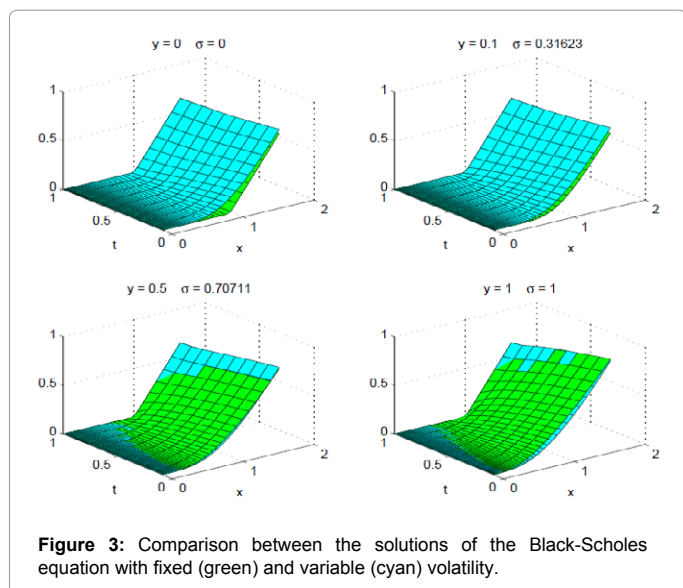 y = 0 σ = 0
1
0.5
0
1
0.5
0
t
0
1
2
x
y = 0.1 σ = 0.31623
1
0.5
0
1
0.5
0
t
0
1
2
x
y = 0.5 σ = 0.70711
1
0.5
0
1
0.5
0
t
0
1
2
x
y = 1 σ = 1
1
0.5
0
1
0.5
0
t
0
1
2
x
Figure 3: Comparison between the solutions of the Black-Scholes
equation with fixed (green) and variable (cyan) volatility.